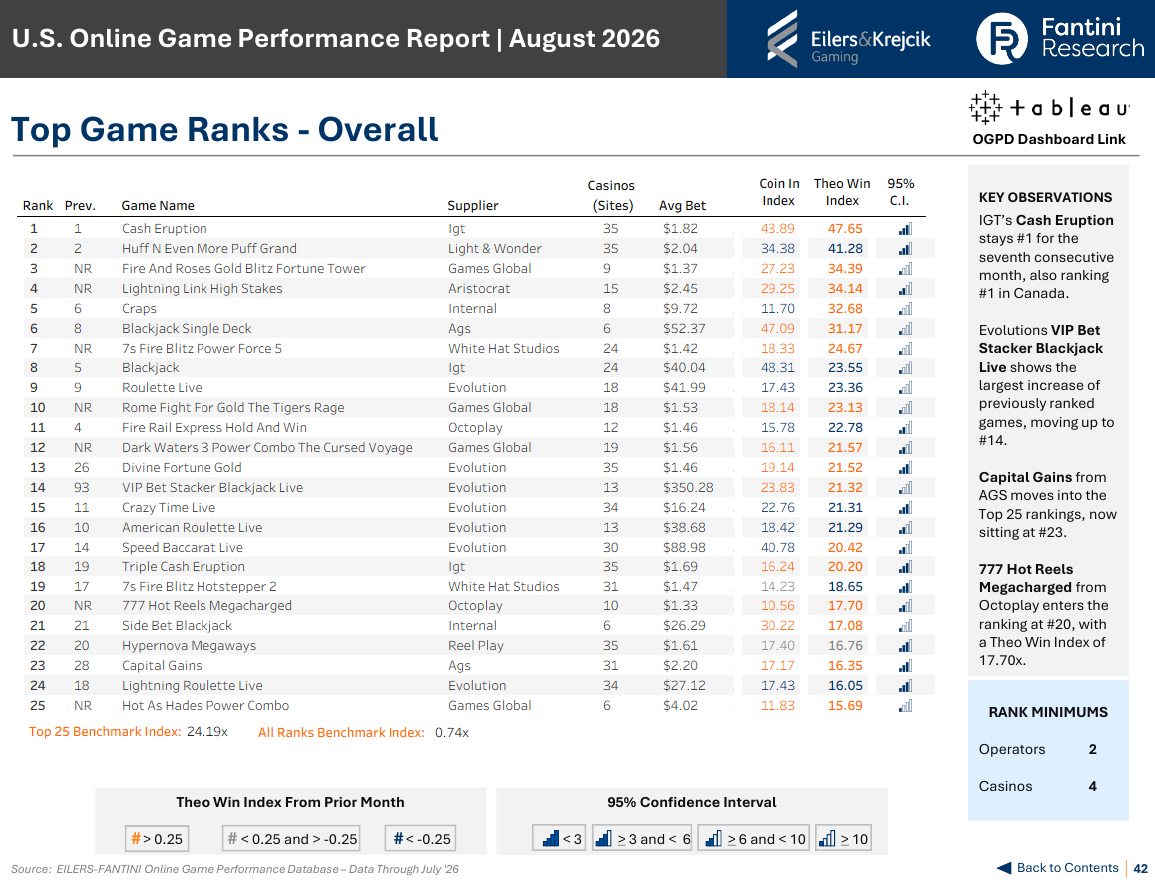 U.S. Online Game Performance Report | August 2026
Eilers&Krejcik
Gaming
Fantini
Research
Top Game Ranks - Overall
+ a b l e a u
OGPD Dashboard Link
Rank Prev. Game Name Supplier Casinos (Sites) Avg Bet Coin In Index Theo Win Index 95% C.I.
1 1 Cash Eruption Igt 35 $1.82 43.89 47.65
2 2 Huff N Even More Puff Grand Light & Wonder 35 $2.04 34.38 41.28
3 NR Fire And Roses Gold Blitz Fortune Tower Games Global 9 $1.37 27.23 34.39
4 NR Lightning Link High Stakes Aristocrat 15 $2.45 29.25 34.14
5 6 Craps Internal 8 $9.72 11.70 32.68
6 8 Blackjack Single Deck Ags 6 $52.37 47.09 31.17
7 NR 7s Fire Blitz Power Force 5 White Hat Studios 24 $1.42 18.33 24.67
8 5 Blackjack Igt 24 $40.04 48.31 23.55
9 9 Roulette Live Evolution 18 $41.99 17.43 23.36
10 NR Rome Fight For Gold The Tigers Rage Games Global 18 $1.53 18.14 23.13
11 4 Fire Rail Express Hold And Win Octoplay 12 $1.46 15.78 22.78
12 NR Dark Waters 3 Power Combo The Cursed Voyage Games Global 19 $1.56 16.11 21.57
13 26 Divine Fortune Gold Evolution 35 $1.46 19.14 21.52
14 93 VIP Bet Stacker Blackjack Live Evolution 13 $350.28 23.83 21.32
15 11 Crazy Time Live Evolution 34 $16.24 22.76 21.31
16 10 American Roulette Live Evolution 13 $38.68 18.42 21.29
17 14 Speed Baccarat Live Evolution 30 $88.98 40.78 20.42
18 19 Triple Cash Eruption Igt 35 $1.69 16.24 20.20
19 17 7s Fire Blitz Hotstepper 2 White Hat Studios 31 $1.47 14.23 18.65
20 NR 777 Hot Reels Megacharged Octoplay 10 $1.33 10.56 17.70
21 21 Side Bet Blackjack Internal 6 $26.29 30.22 17.08
22 20 Hypernova Megaways Reel Play 35 $1.61 17.40 16.76
23 28 Capital Gains Ags 31 $2.20 17.17 16.35
24 18 Lightning Roulette Live Evolution 34 $27.12 17.43 16.05
25 NR Hot As Hades Power Combo Games Global 6 $4.02 11.83 15.69
Top 25 Benchmark Index: 24.19x All Ranks Benchmark Index: 0.74x
KEY OBSERVATIONS
IGT's Cash Eruption
stays #1 for the
seventh consecutive
month, also ranking
#1 in Canada.
Evolutions VIP Bet
Stacker Blackjack
Live shows the
largest increase of
previously ranked
games, moving up to
#14.
Capital Gains from
AGS moves into the
Top 25 rankings, now
sitting at #23.
777 Hot Reels
Megacharged from
Octoplay enters the
ranking at #20, with
a Theo Win Index of
17.70x.
RANK MINIMUMS
Operators 2
Casinos 4
Theo Win Index From Prior Month
# > 0.25 # < 0.25 and > -0.25 # < -0.25
95% Confidence Interval
< 3 ≥ 3 and < 6 ≥ 6 and < 10 ≥ 10
Source: EILERS-FANTINI Online Game Performance Database – Data Through July '26
Back to Contents | 42